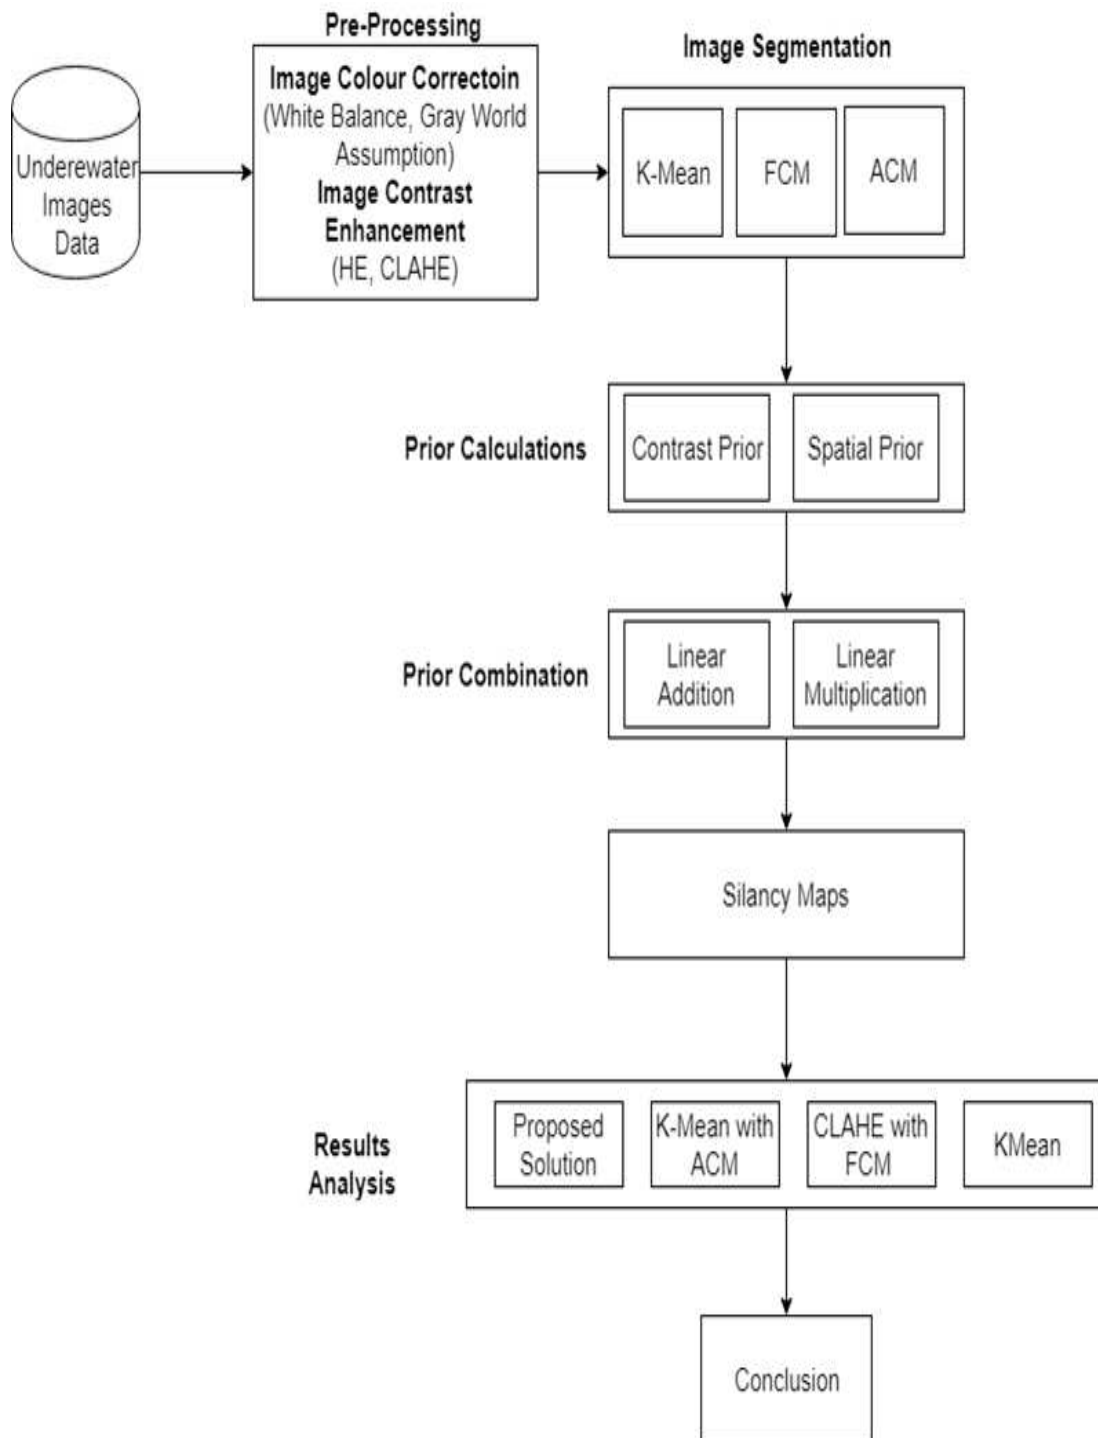 Pre-Processing
Image Colour Correctoin
(White Balance, Gray World
Assumption)
Image Contrast
Enhancement
(HE, CLAHE)
Underewater
Images
Data
Image Segmentation
K-Mean
FCM
ACM
Prior Calculations
Contrast Prior
Spatial Prior
Prior Combination
Linear
Addition
Linear
Multiplication
Silancy Maps
Results
Analysis
Proposed
Solution
K-Mean with
ACM
CLAHE with
FCM
KMean
Conclusion